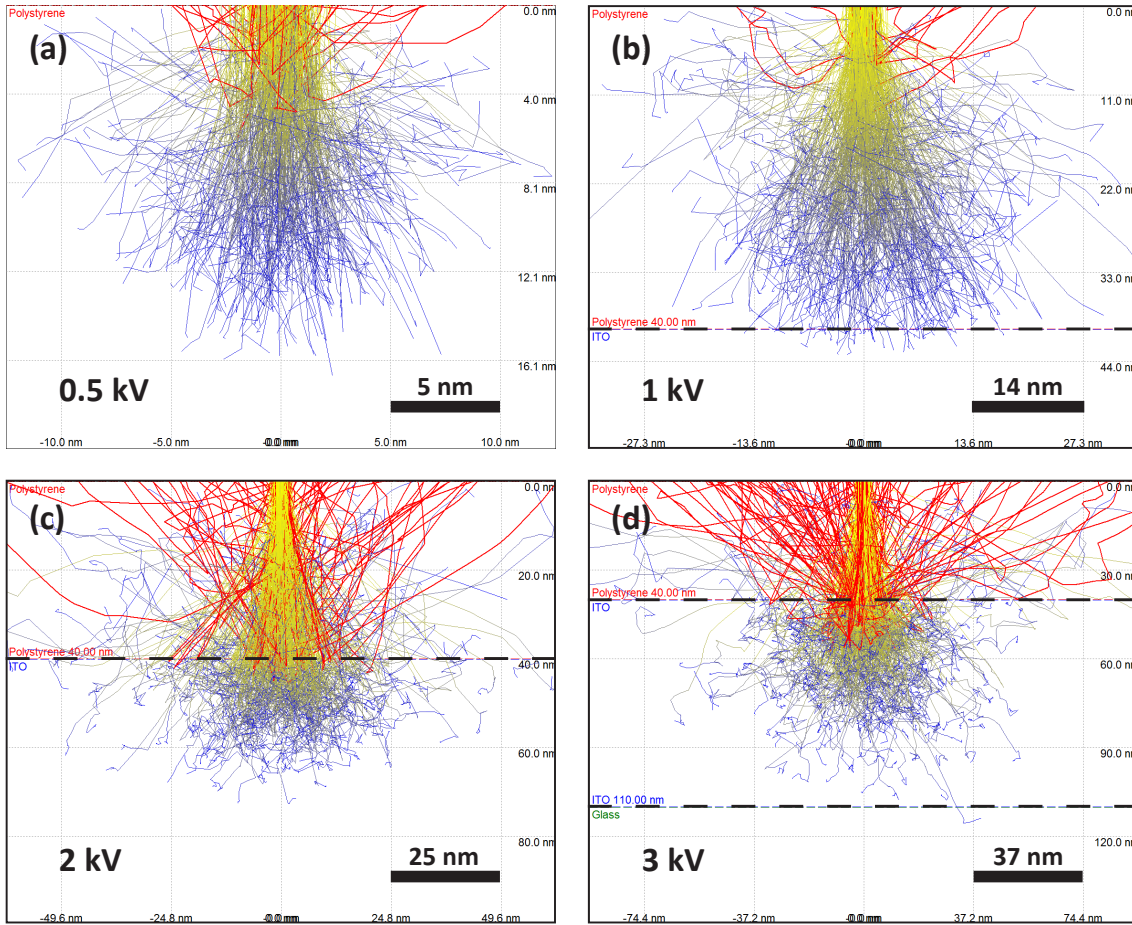 Polystyrene
0.0 nm
(a)
4.0 nm
8.1 nm
12.1 nm
16.1 nm
0.5 kV
5 nm
-10.0 nm
-5.0 nm
5.0 nm
10.0 nm
Polystyrene
0.0 nm
(b)
11.0 nm
22.0 nm
33.0 nm
Polystyrene 40.00 nm
ITO
44.0 nm
1 kV
14 nm
-27.3 nm
-13.6 nm
13.6 nm
27.3 nm
Polystyrene
0.0 nm
(c)
20.0 nm
Polystyrene 40.00 nm
40.0 nm
ITO
60.0 nm
80.0 nm
2 kV
25 nm
-49.6 nm
-24.8 nm
24.8 nm
49.6 nm
Polystyrene
0.0 nm
(d)
30.0 nm
Polystyrene 40.00 nm
ITO
60.0 nm
90.0 nm
ITO 110.00 nm
Glass
120.0 nm
3 kV
37 nm
-74.4 nm
-37.2 nm
37.2 nm
74.4 nm